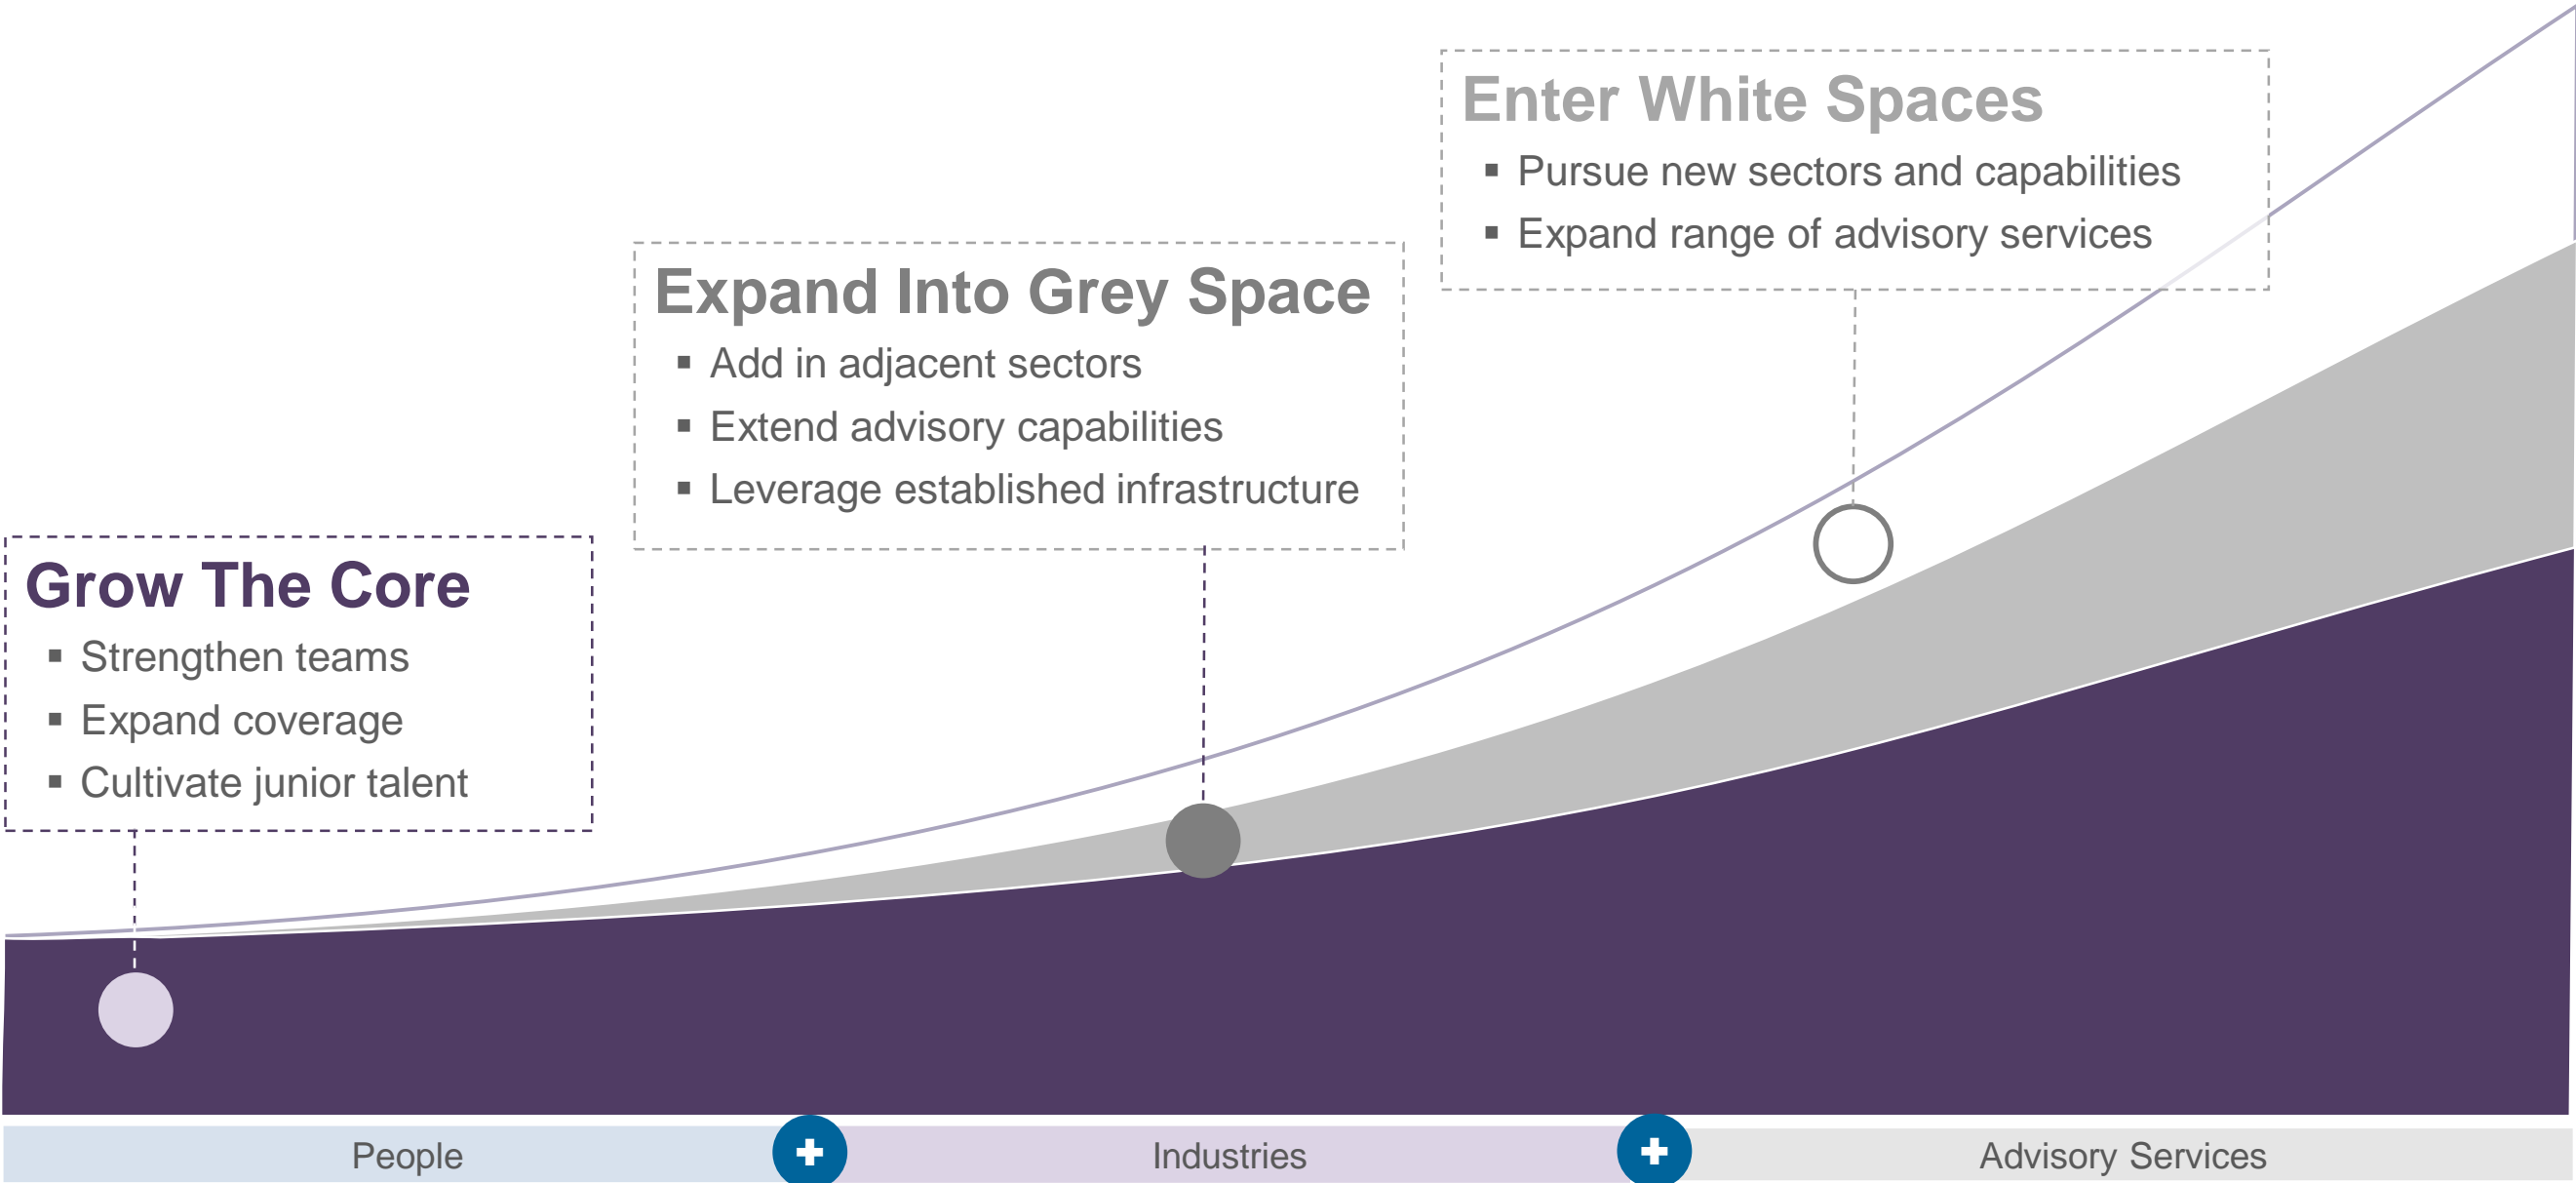 Enter White Spaces
▪ Pursue new sectors and capabilities
▪ Expand range of advisory services
Expand Into Grey Space
▪ Add in adjacent sectors
▪ Extend advisory capabilities
▪ Leverage established infrastructure
Grow The Core
▪ Strengthen teams
▪ Expand coverage
▪ Cultivate junior talent
People + Industries + Advisory Services